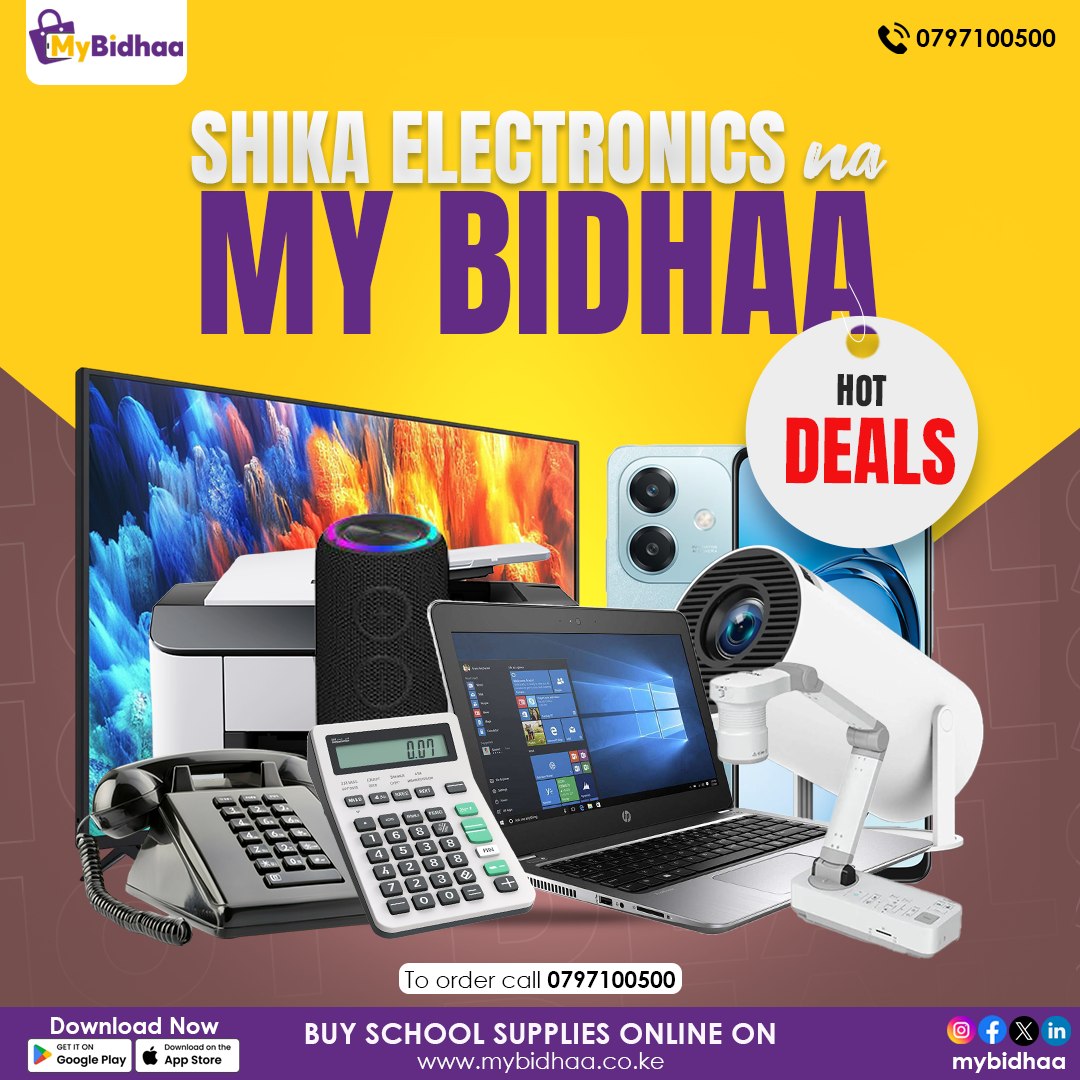 MyBidhaa
0797100500
SHIKA ELECTRONICS na
MY BIDHAA
HOT
DEALS
0.07
hp
To order call 0797100500
Download Now
GET IT ON
Google Play
Download on the
App Store
BUY SCHOOL SUPPLIES ONLINE ON
www.mybidhaa.co.ke
mybidhaa